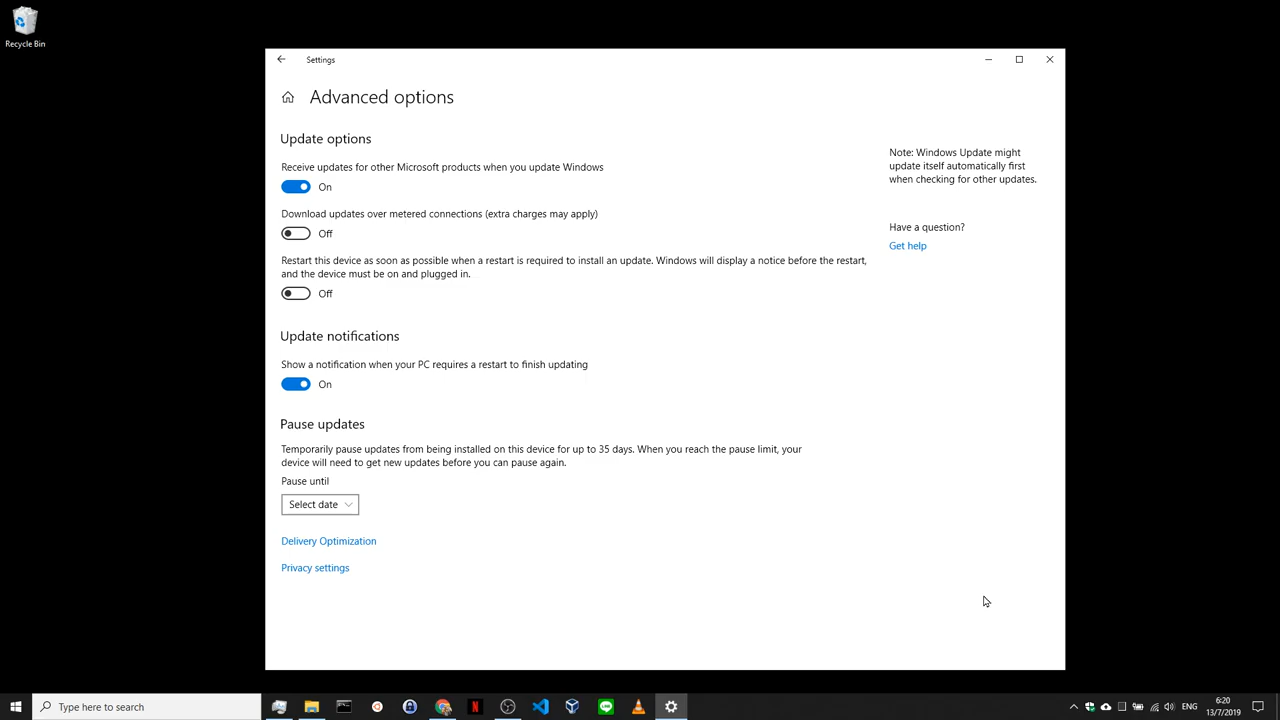 Recycle Bin
Settings
Advanced options
Update options
Receive updates for other Microsoft products when you update Windows
On
Download updates over metered connections (extra charges may apply)
Off
Restart this device as soon as possible when a restart is required to install an update. Windows will display a notice before the restart,
and the device must be on and plugged in.
Off
Update notifications
Show a notification when your PC requires a restart to finish updating
On
Pause updates
Temporarily pause updates from being installed on this device for up to 35 days. When you reach the pause limit, your
device will need to get new updates before you can pause again.
Pause until
Select date
Delivery Optimization
Privacy settings
Note: Windows Update might
update itself automatically first
when checking for other updates.
Have a question?
Get help
Type here to search
N
LINE
ENG
6:20
13/7/2019